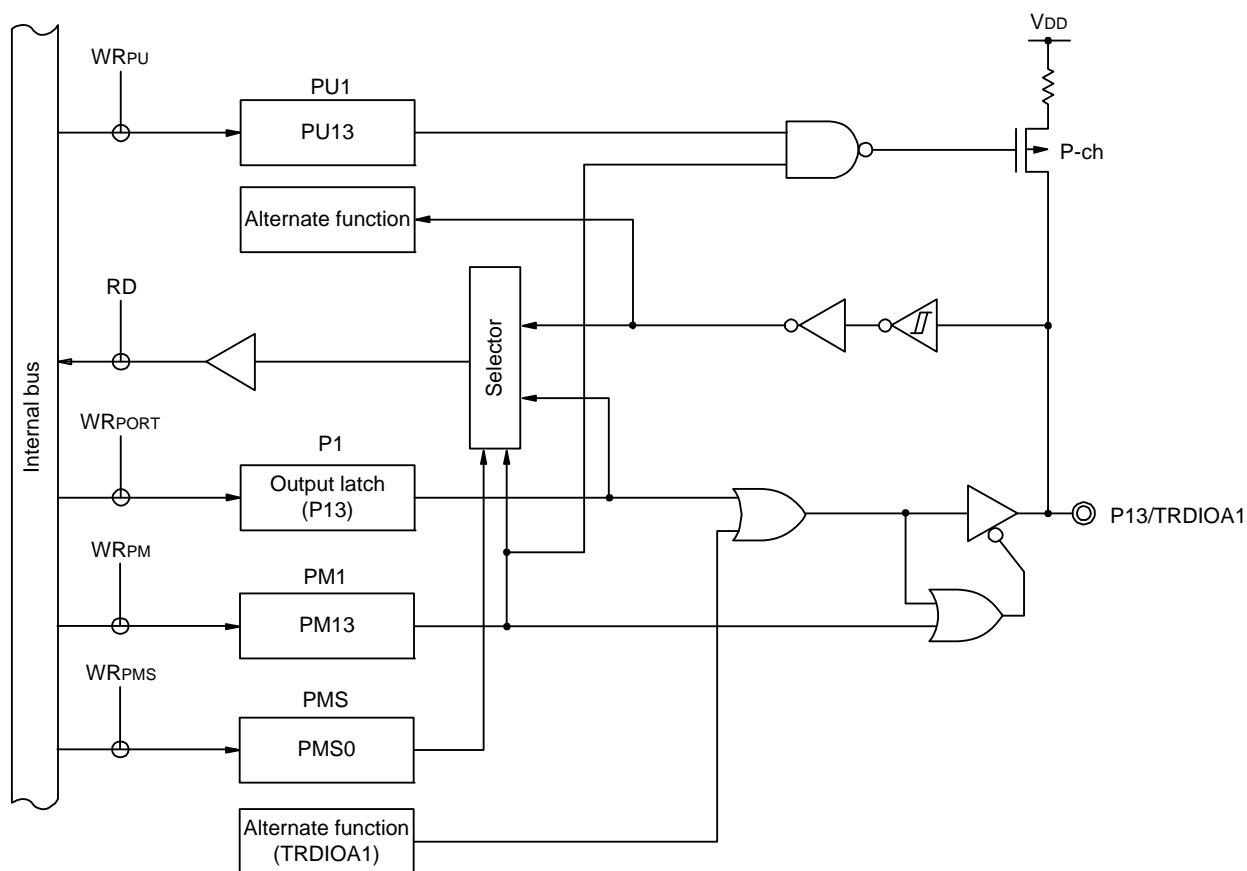 VDD
WRPU
PU1
PU13
P-ch
Alternate function
RD
Selector
Internal bus
WRPORT
P1
Output latch
(P13)
P13/TRDIOA1
WRPM
PM1
PM13
WRPMS
PMS
PMS0
Alternate function
(TRDIOA1)